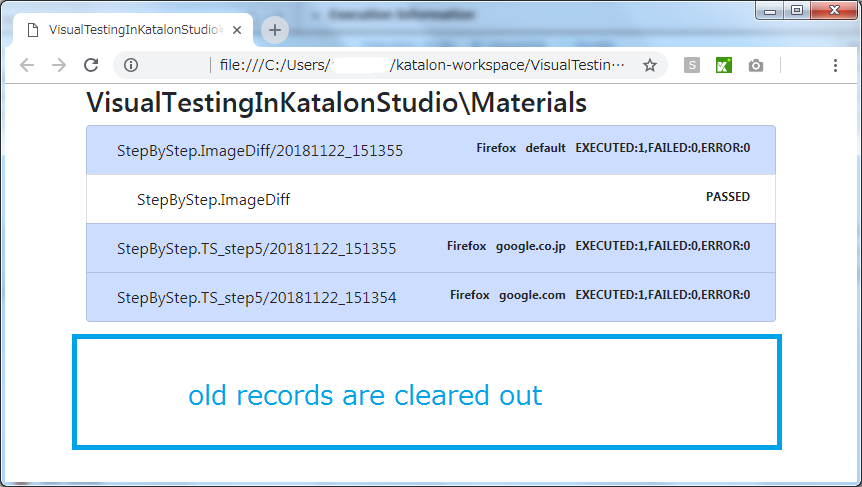 Execution Information
VisualTestingInKatalonStudio
file:///C:/Users/ /katalon-workspace/VisualTestin…
S
VisualTestingInKatalonStudio\Materials
StepByStep.ImageDiff/20181122_151355 Firefox default EXECUTED:1,FAILED:0,ERROR:0
StepByStep.ImageDiff PASSED
StepByStep.TS_step5/20181122_151355 Firefox google.co.jp EXECUTED:1,FAILED:0,ERROR:0
StepByStep.TS_step5/20181122_151354 Firefox google.com EXECUTED:1,FAILED:0,ERROR:0
old records are cleared out